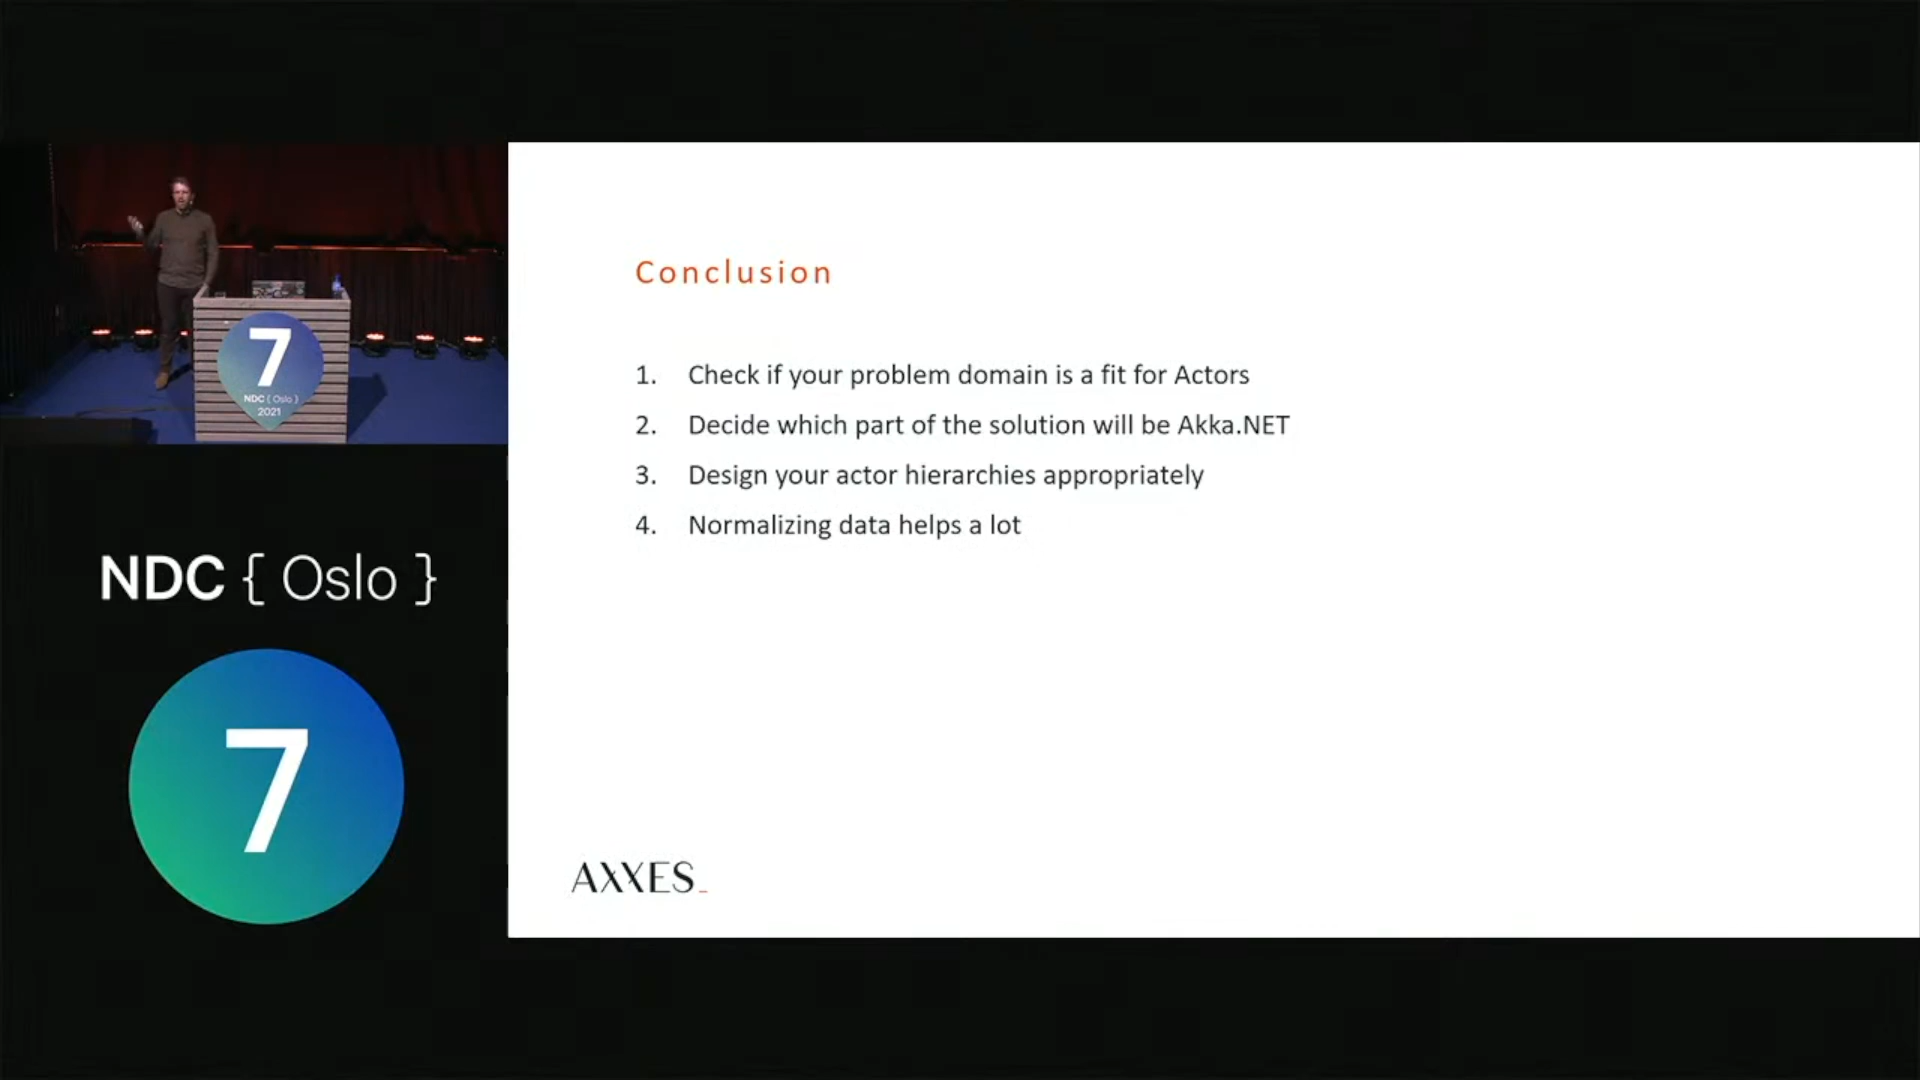 7
NDC { Oslo }
2021
NDC { Oslo }
7
Conclusion
1. Check if your problem domain is a fit for Actors
2. Decide which part of the solution will be Akka.NET
3. Design your actor hierarchies appropriately
4. Normalizing data helps a lot
AXXES_